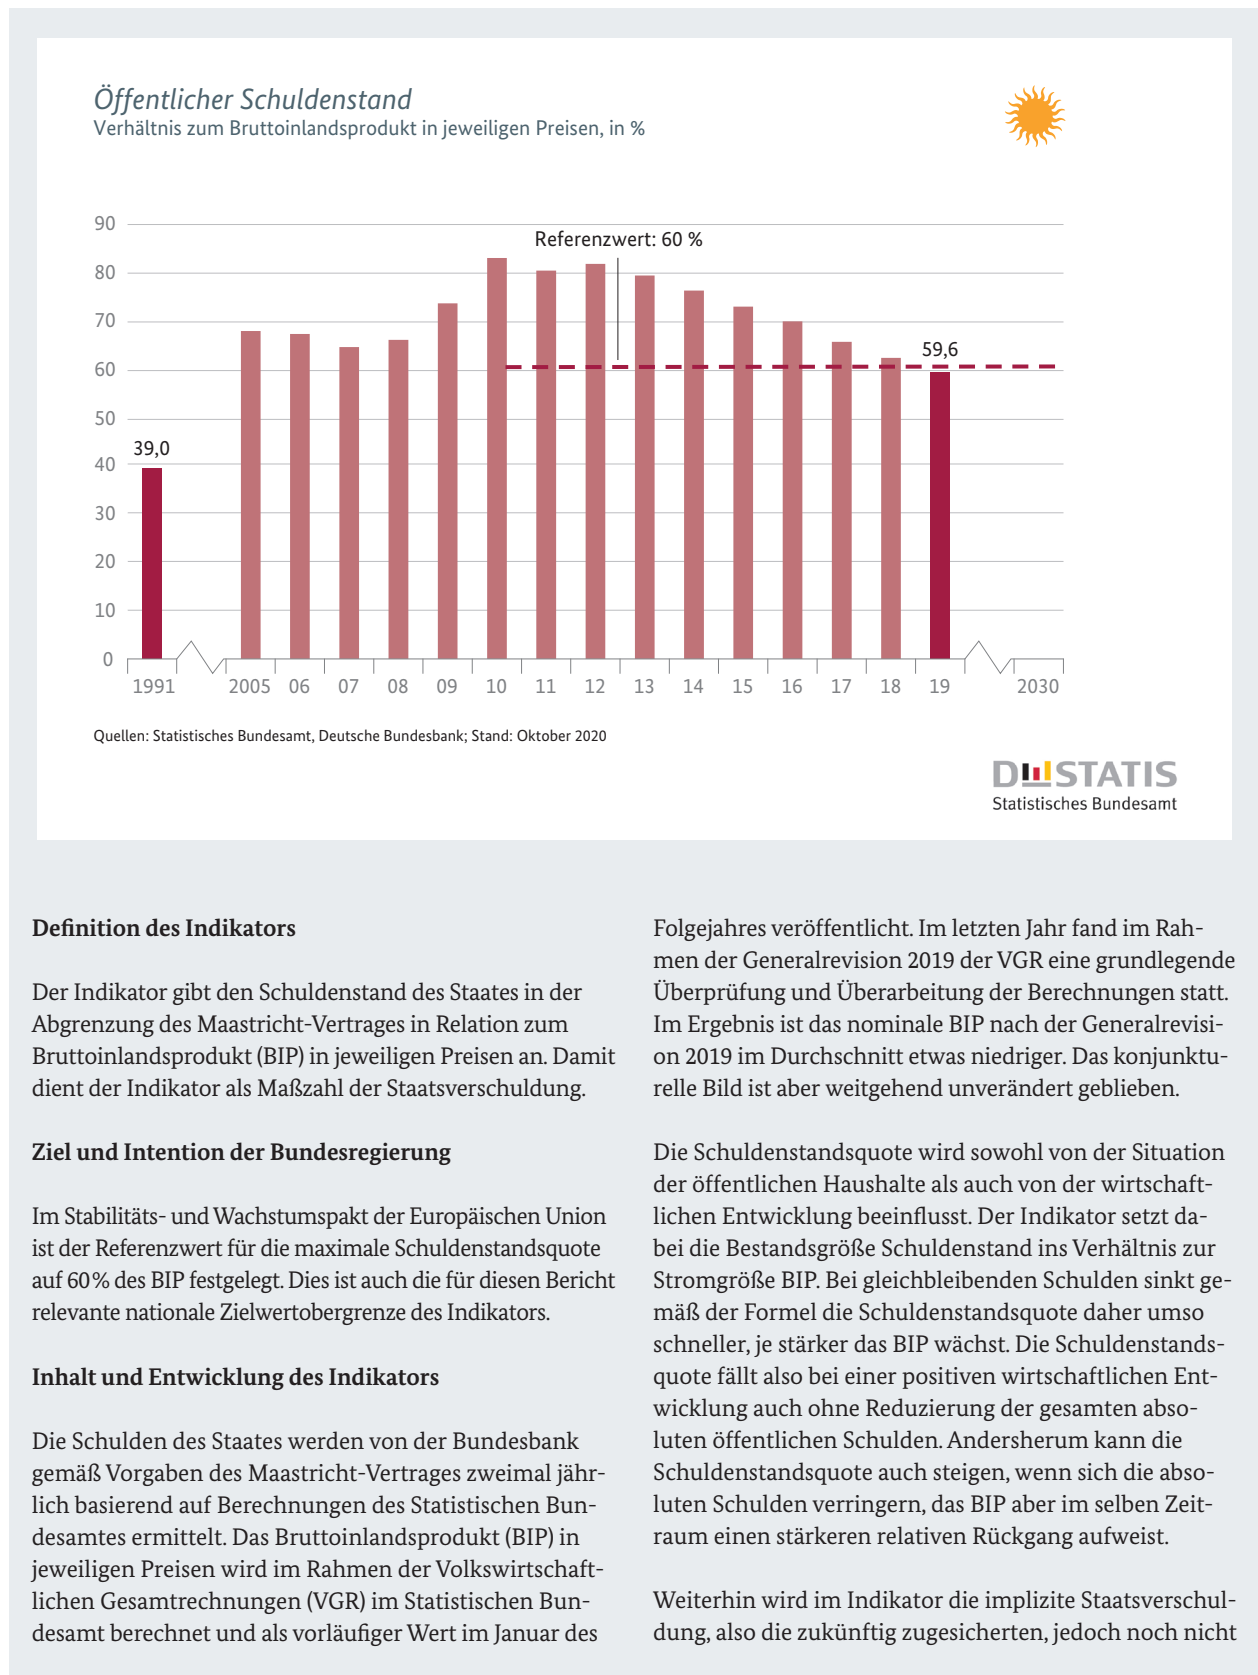 Öffentlicher Schuldenstand
Verhältnis zum Bruttoinlandsprodukt in jeweiligen Preisen, in %
90
Referenzwert: 60 %
80
70
59,6
60
50
39,0
40
30
20
10
0
1991 2005 06 07 08 09 10 11 12 13 14 15 16 17 18 19 2030
Quellen: Statistisches Bundesamt, Deutsche Bundesbank; Stand: Oktober 2020
DESTATIS
Statistisches Bundesamt
Definition des Indikators
Der Indikator gibt den Schuldenstand des Staates in der
Abgrenzung des Maastricht-Vertrages in Relation zum
Bruttoinlandsprodukt (BIP) in jeweiligen Preisen an. Damit
dient der Indikator als Maßzahl der Staatsverschuldung.
Ziel und Intention der Bundesregierung
Im Stabilitäts- und Wachstumspakt der Europäischen Union
ist der Referenzwert für die maximale Schuldenstandsquote
auf 60 % des BIP festgelegt. Dies ist auch die für diesen Bericht
relevante nationale Zielwertobergrenze des Indikators.
Inhalt und Entwicklung des Indikators
Die Schulden des Staates werden von der Bundesbank
gemäß Vorgaben des Maastricht-Vertrages zweimal jähr-
lich basierend auf Berechnungen des Statistischen Bun-
desamtes ermittelt. Das Bruttoinlandsprodukt (BIP) in
jeweiligen Preisen wird im Rahmen der Volkswirtschaft-
lichen Gesamtrechnungen (VGR) im Statistischen Bun-
desamt berechnet und als vorläufiger Wert im Januar des
Folgejahres veröffentlicht. Im letzten Jahr fand im Rah-
men der Generalrevision 2019 der VGR eine grundlegende
Überprüfung und Überarbeitung der Berechnungen statt.
Im Ergebnis ist das nominale BIP nach der Generalrevisi-
on 2019 im Durchschnitt etwas niedriger. Das konjunktu-
relle Bild ist aber weitgehend unverändert geblieben.
Die Schuldenstandsquote wird sowohl von der Situation
der öffentlichen Haushalte als auch von der wirtschaft-
lichen Entwicklung beeinflusst. Der Indikator setzt da-
bei die Bestandsgröße Schuldenstand ins Verhältnis zur
Stromgröße BIP. Bei gleichbleibenden Schulden sinkt ge-
mäß der Formel die Schuldenstandsquote daher umso
schneller, je stärker das BIP wächst. Die Schuldenstands-
quote fällt also bei einer positiven wirtschaftlichen Ent-
wicklung auch ohne Reduzierung der gesamten abso-
luten öffentlichen Schulden. Andersherum kann die
Schuldenstandsquote auch steigen, wenn sich die abso-
luten Schulden verringern, das BIP aber im selben Zeit-
raum einen stärkeren relativen Rückgang aufweist.
Weiterhin wird im Indikator die implizite Staatsverschul-
dung, also die zukünftig zugesicherten, jedoch noch nicht